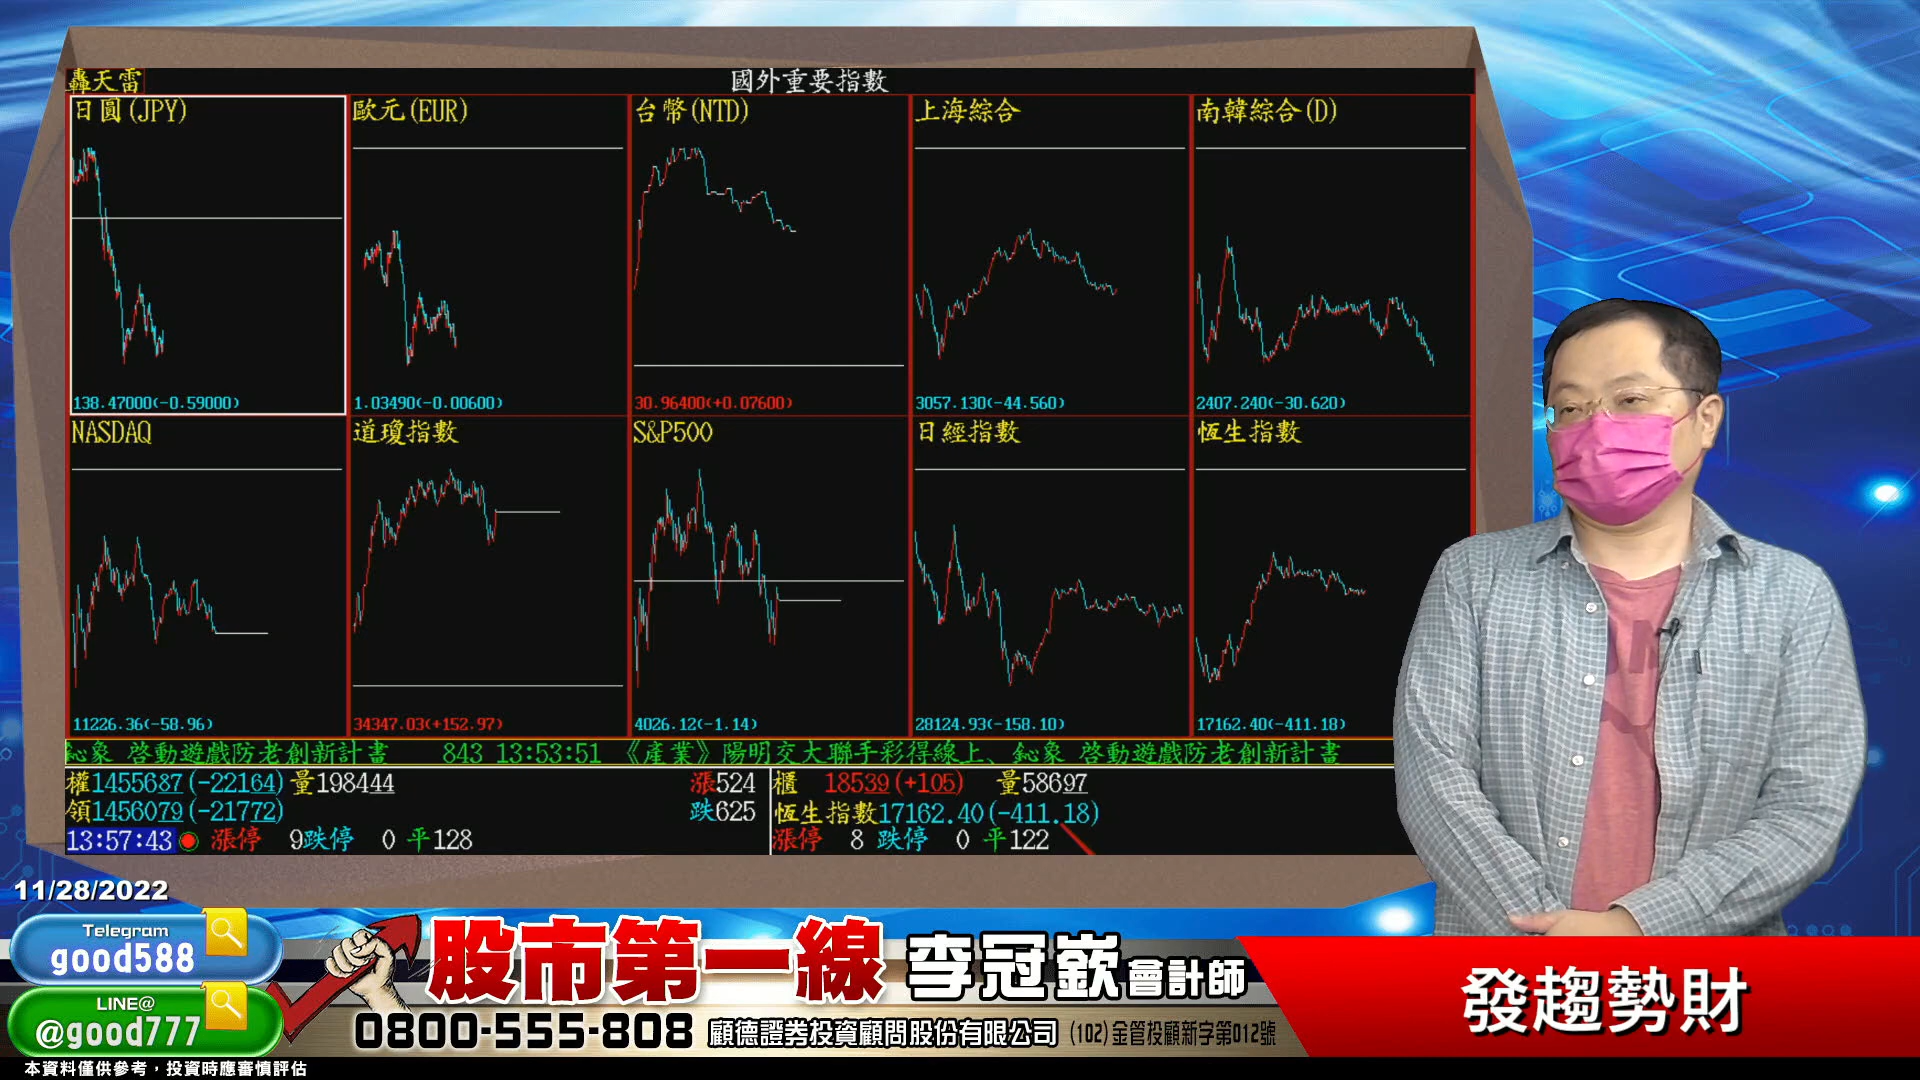 轟天雷
國外重要指數
日圓(JPY)
歐元(EUR)
台幣(NTD)
上海綜合
南韓綜合(D)
138.47000(-0.59000)
1.03490(-0.00600)
30.96400(+0.07600)
3057.130(-44.560)
2407.240(-30.620)
NASDAQ
道瓊指數
S&P500
日經指數
恆生指數
11226.36(-58.96)
34347.03(+152.97)
4026.12(-1.14)
28124.93(-158.10)
17162.40(-411.18)
鈊象 啓動遊戲防老創新計畫 843 13:53:51 《產業》陽明交大聯手彩得線上、鈊象 啓動遊戲防老創新計畫
權1455687(-22164)量198444 漲524
櫃 18539(+105) 量58697
領1456079(-21772) 跌625
恆生指數17162.40(-411.18)
13:57:43 漲停 9跌停 0 平128
漲停 8 跌停 0 平122
11/28/2022
Telegram
good588
LINE@
@good777
股市第一線 李冠嶔會計師
0800-555-808 顧德證券投資顧問股份有限公司 (102)金管投顧新字第012號
發趨勢財
本資料僅供參考，投資時應審慎評估